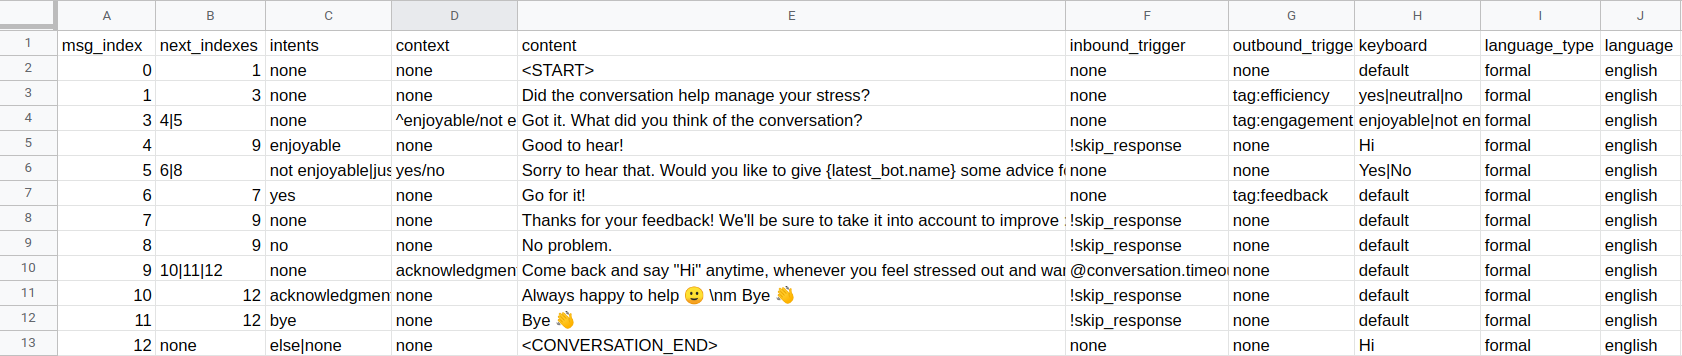 A B C D E F G H I J
1 msg_index next_indexes intents context content inbound_trigger outbound_trigge keyboard language_type language
2 0 1 none none <START> none none default formal english
3 1 3 none none Did the conversation help manage your stress? none tag:efficiency yes|neutral|no formal english
4 3 4|5 none ^enjoyable/not e Got it. What did you think of the conversation? none tag:engagement enjoyable|not en formal english
5 4 9 enjoyable none Good to hear! !skip_response none Hi formal english
6 5 6|8 not enjoyable|jus yes/no Sorry to hear that. Would you like to give {latest_bot.name} some advice fo none none Yes|No formal english
7 6 7 yes none Go for it! none tag:feedback default formal english
8 7 9 none none Thanks for your feedback! We'll be sure to take it into account to improve : !skip_response none default formal english
9 8 9 no none No problem. !skip_response none default formal english
10 9 10|11|12 none acknowledgmen Come back and say "Hi" anytime, whenever you feel stressed out and wan @conversation.timeou none default formal english
11 10 12 acknowledgmen none Always happy to help 🙂 \nm Bye 👋 !skip_response none default formal english
12 11 12 bye none Bye 👋 !skip_response none default formal english
13 12 none else|none none <CONVERSATION_END> none none Hi formal english